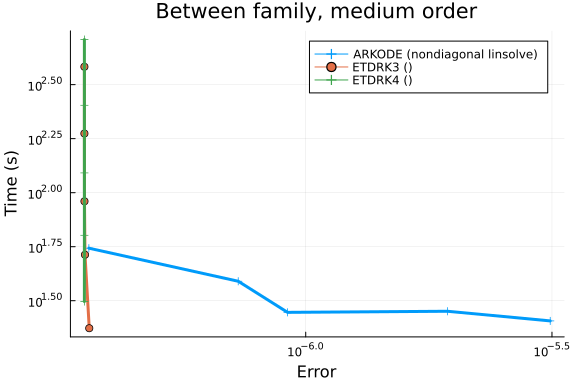 Between family, medium order
ARKODE (nondiagonal linsolve)
ETDRK3 ()
ETDRK4 ()
Time (s)
10^2.50
10^2.25
10^2.00
10^1.75
10^1.50
10^−6.0
10^−5.5
Error